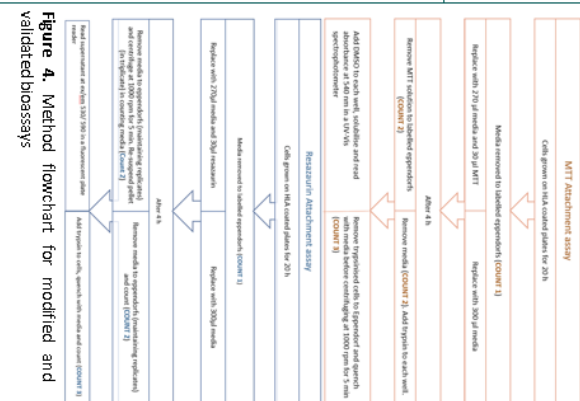 MTT Attachment assay
Cells grown on HLA coated plates for 20 h
Media removed to labelled eppendorfs (COUNT 1)
Replace with 270 µl media and 30 µl MTT
Replace with 300 µl media
After 4 h
Remove MTT solution to labelled eppendorfs
(COUNT 2)
Remove media (COUNT 2). Add trypsin to each well.
Add DMSO to each well, solubilise and read
absorbance at 540 nm in a UV-Vis
spectrophotometer
Remove trypsinised cells to Eppendorf and quench
with media before centrifuging at 1000 rpm for 5 min
(COUNT 3)
Resazurin Attachment assay
Cells grown on HLA coated plates for 20 h
Media removed to labelled eppendorfs (COUNT 1)
Replace with 270µl media and 30µl resazurin
Replace with 300µl media
After 4 h
Remove media to eppendorfs (maintaining replicates)
and centrifuge at 1000 rpm for 5 min. Re-suspend pellet
(in triplicate) in counting media (Count 2)
Remove media to eppendorfs (maintaining replicates)
and count (COUNT 2)
Read supernatant at ex/em 530/590 in a fluorescent plate
reader
Add trypsin to cells, quench with media and count (COUNT 3)
Figure 4. Method flowchart for modified and
validated bioassays